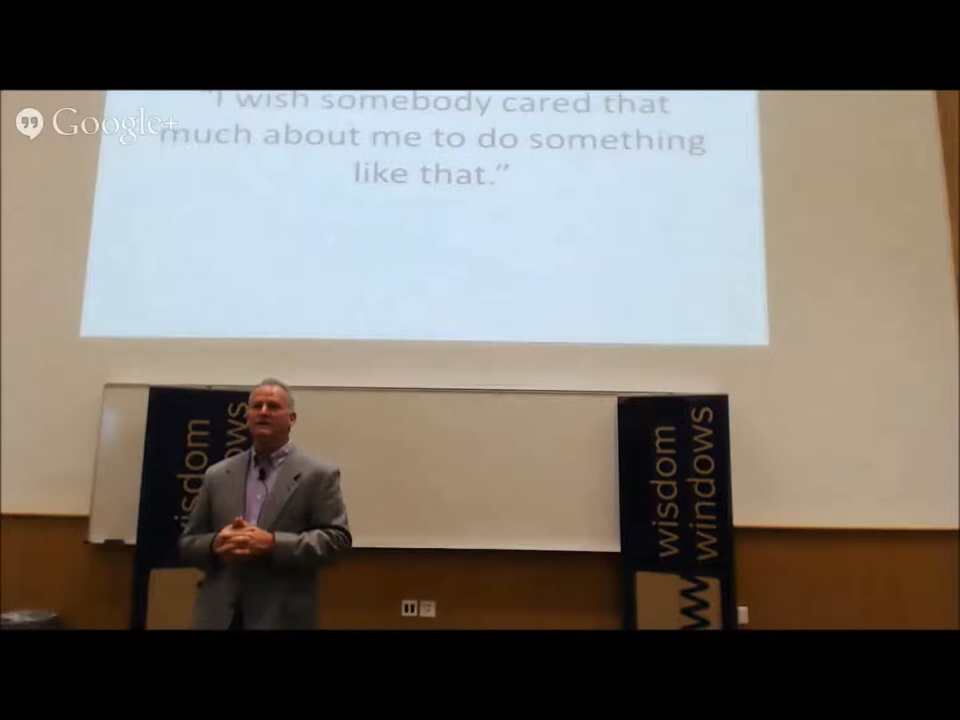 "I wish somebody cared that
much about me to do something
like that."
Google+
wisdom
windows
wisdom
windows
W